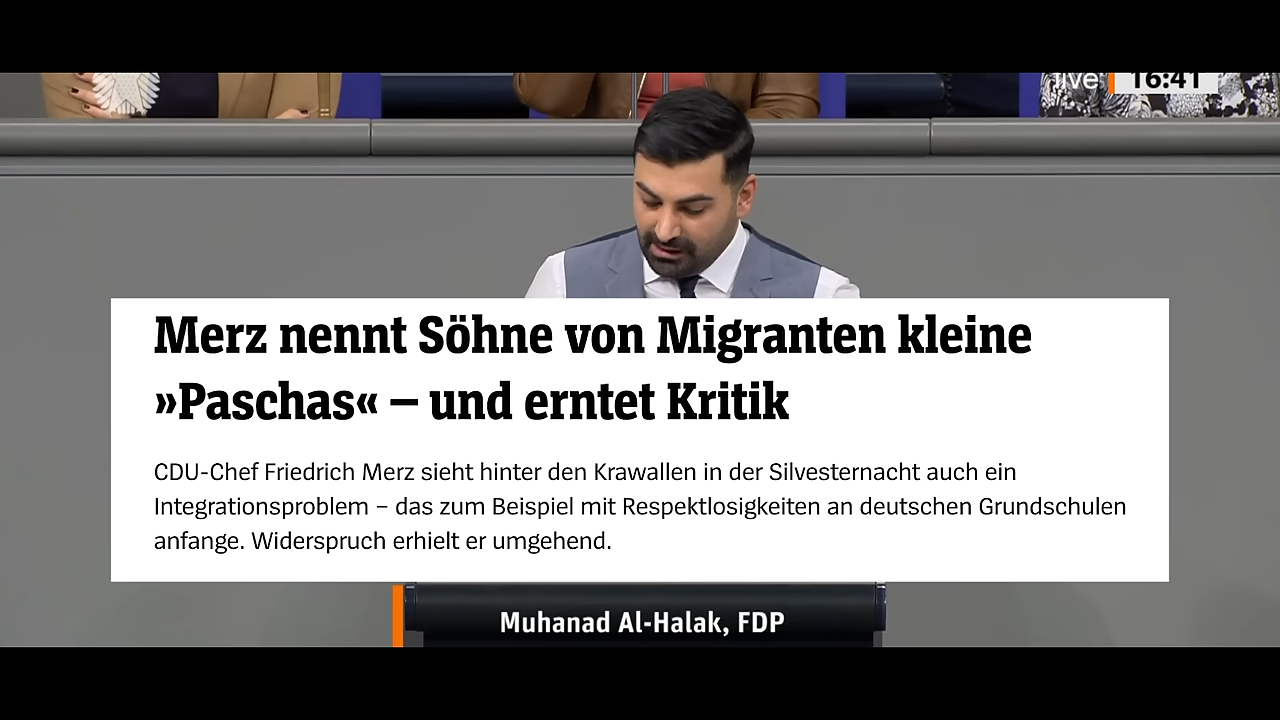 live 16:41
Merz nennt Söhne von Migranten kleine
»Paschas« – und erntet Kritik
CDU-Chef Friedrich Merz sieht hinter den Krawallen in der Silvesternacht auch ein
Integrationsproblem – das zum Beispiel mit Respektlosigkeiten an deutschen Grundschulen
anfange. Widerspruch erhielt er umgehend.
Muhanad Al-Halak, FDP